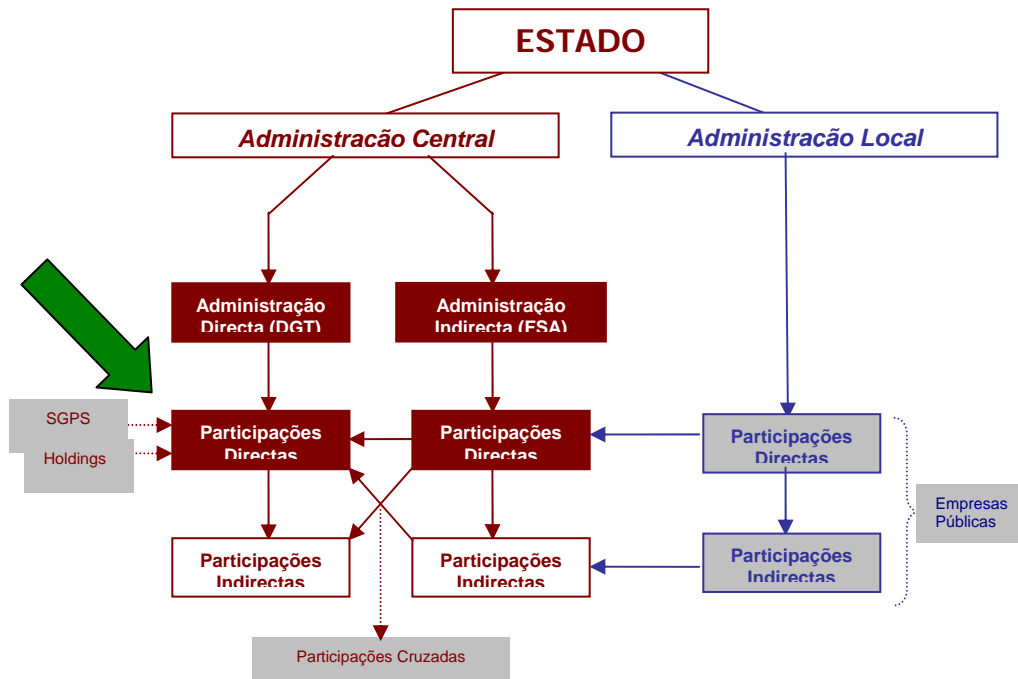 ESTADO
Administracão Central
Administracão Local
Administração
Directa (DGT)
Administração
Indirecta (FSA)
SGPS
Holdings
Participações
Directas
Participações
Directas
Participações
Directas
Empresas
Públicas
Participações
Indirectas
Participações
Indirectas
Participações
Indirectas
Participações Cruzadas